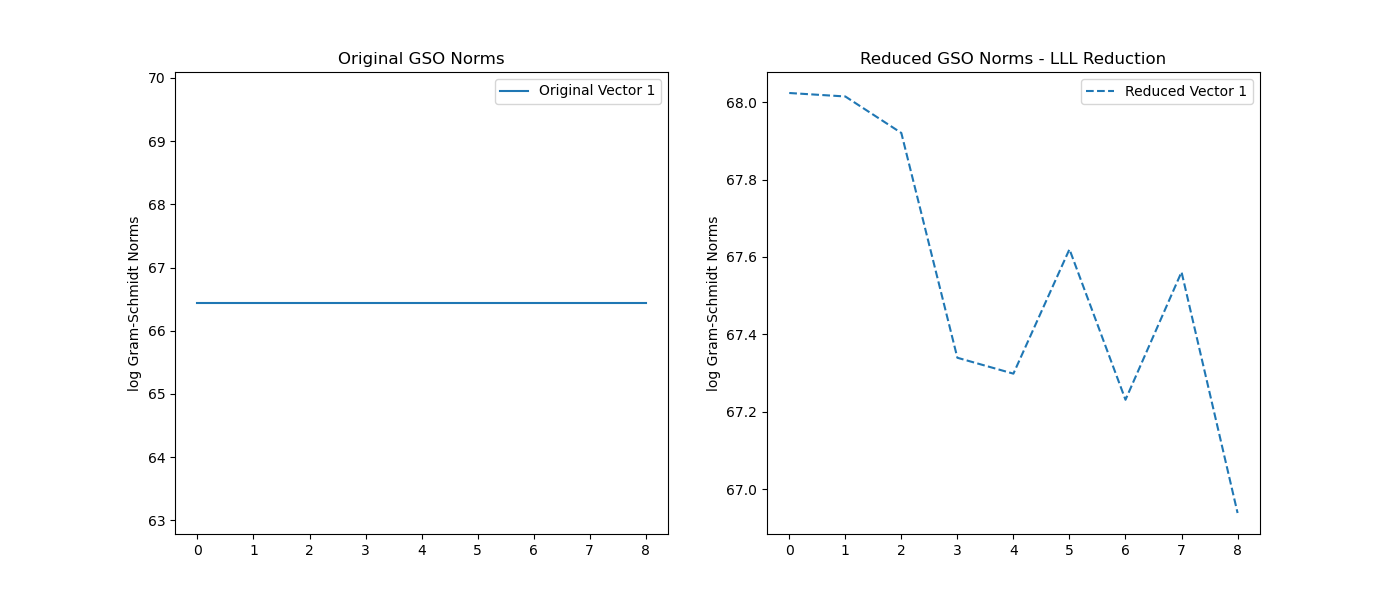 Original GSO Norms
Original Vector 1
log Gram-Schmidt Norms
70
69
68
67
66
65
64
63
0 1 2 3 4 5 6 7 8
Reduced GSO Norms - LLL Reduction
Reduced Vector 1
log Gram-Schmidt Norms
68.0
67.8
67.6
67.4
67.2
67.0
0 1 2 3 4 5 6 7 8